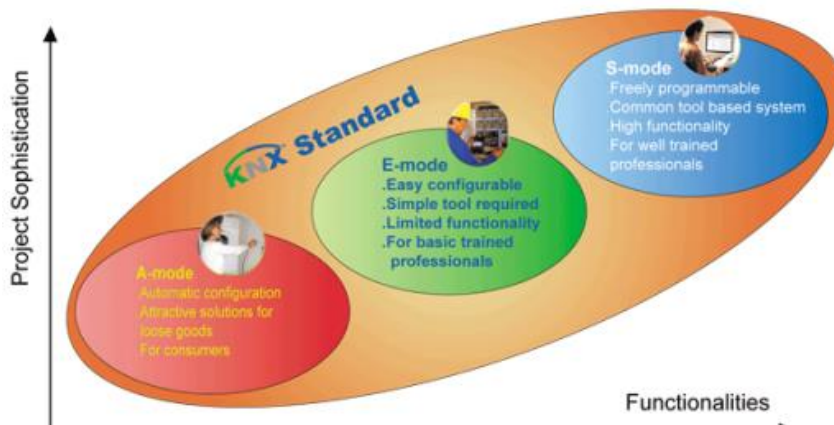 Project Sophistication
KNX Standard
S-mode
.Freely programmable
Common tool based system
High functionality
For well trained
professionals
E-mode
.Easy configurable
.Simple tool required
.Limited functionality
.For basic trained
professionals
A-mode
Automatic configuration
Attractive solutions for
loose goods
For consumers
Functionalities